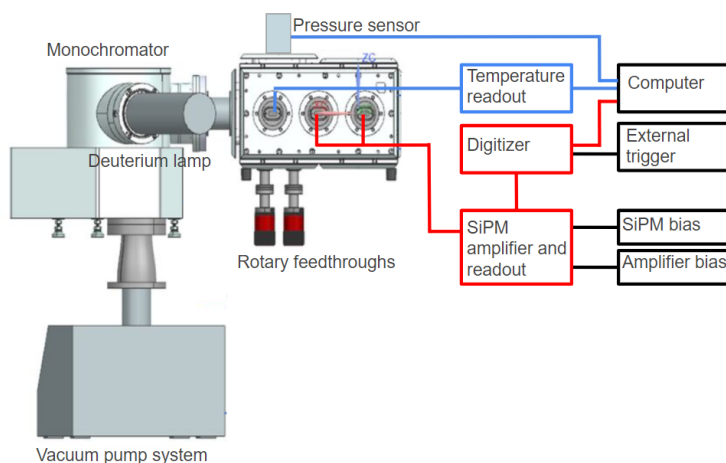 Pressure sensor
Monochromator
ZC
Temperature
readout
Computer
Deuterium lamp
Digitizer
External
trigger
SiPM
amplifier and
readout
SiPM bias
Amplifier bias
Rotary feedthroughs
Vacuum pump system